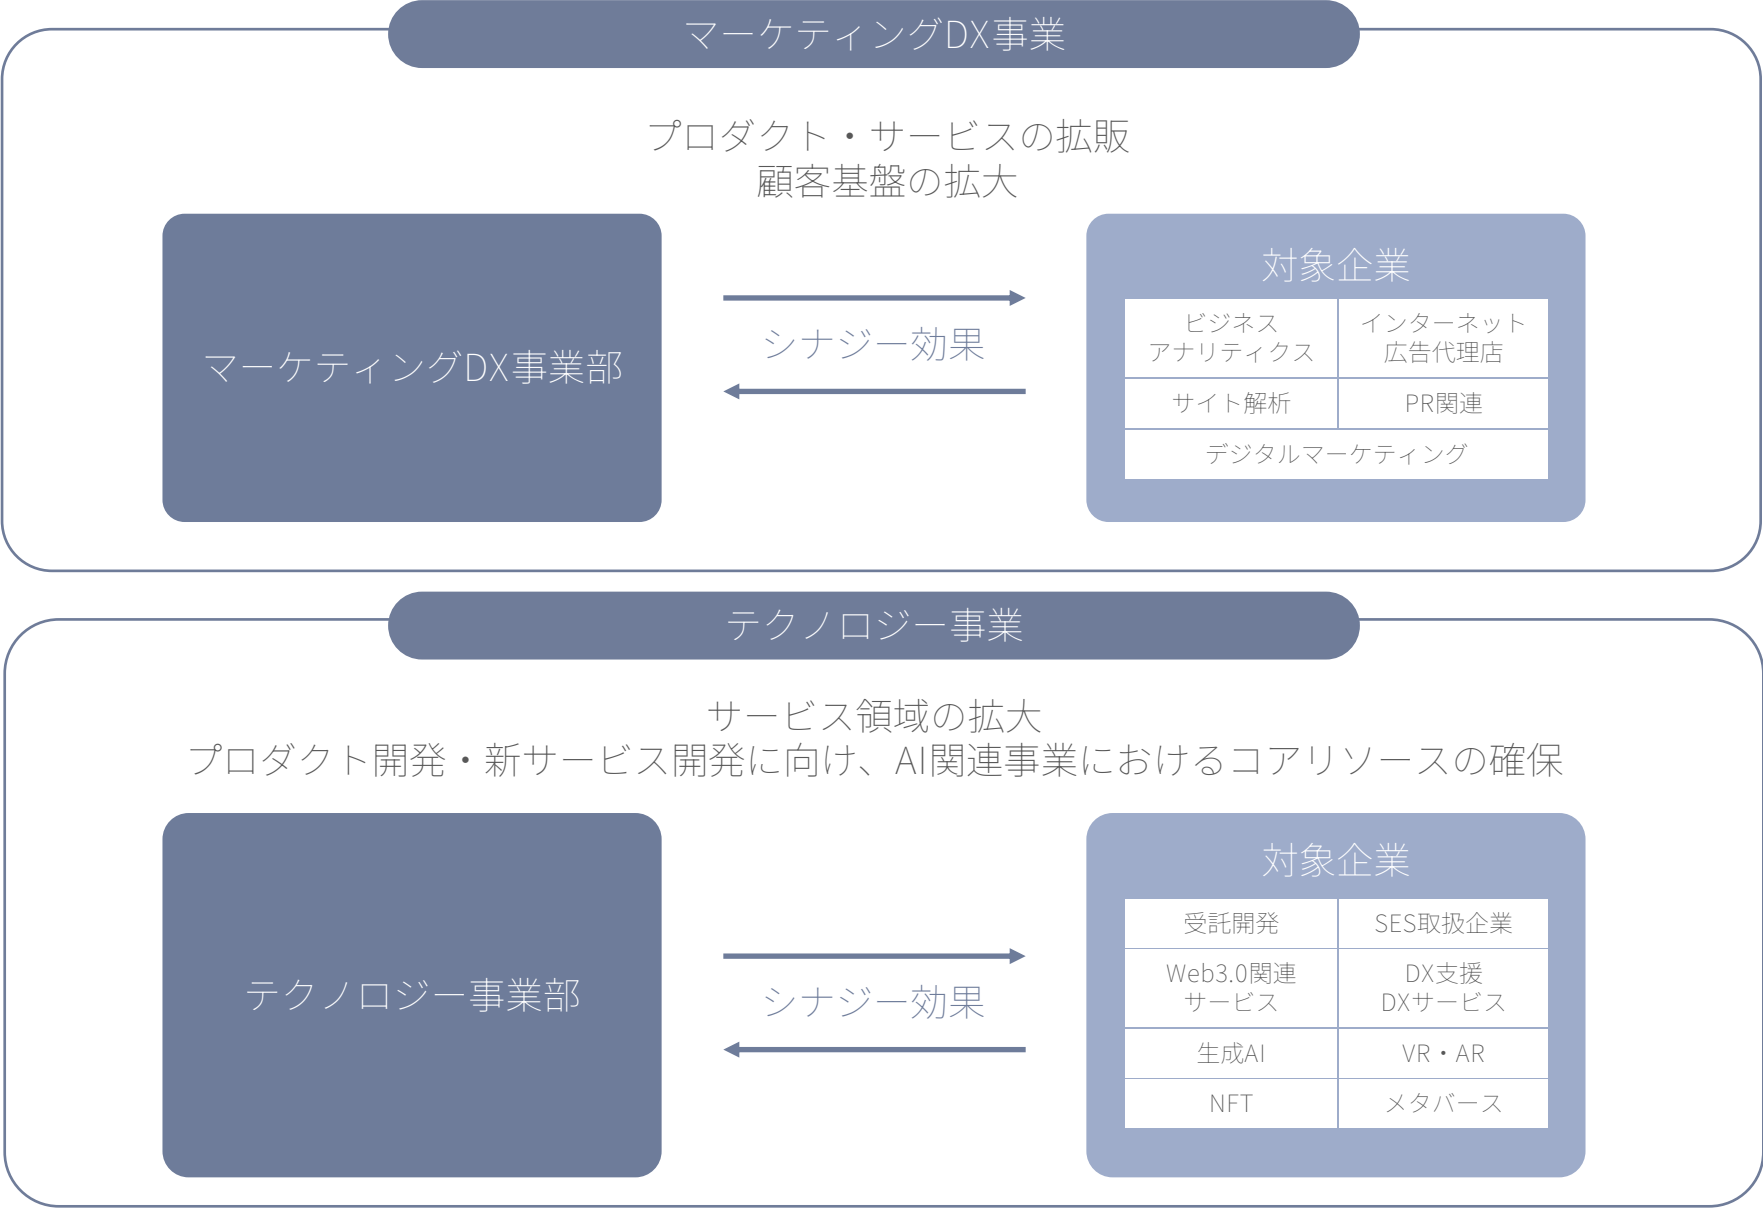 マーケティングDX事業
プロダクト・サービスの拡販
顧客基盤の拡大
マーケティングDX事業部
シナジー効果
対象企業
ビジネス
アナリティクス
インターネット
広告代理店
サイト解析
PR関連
デジタルマーケティング
テクノロジー事業
サービス領域の拡大
プロダクト開発・新サービス開発に向け、AI関連事業におけるコアリソースの確保
テクノロジー事業部
シナジー効果
対象企業
受託開発
SES取扱企業
Web3.0関連
サービス
DX支援
DXサービス
生成AI
VR・AR
NFT
メタバース